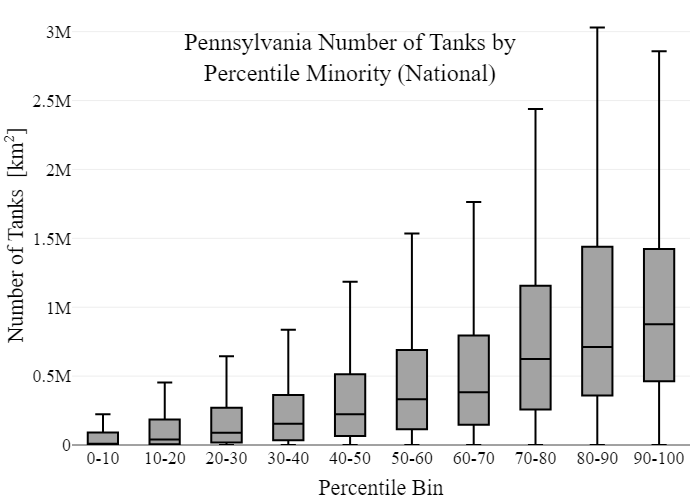 Pennsylvania Number of Tanks by
Percentile Minority (National)
Number of Tanks [km²]
3M
2.5M
2M
1.5M
1M
0.5M
0
0-10 10-20 20-30 30-40 40-50 50-60 60-70 70-80 80-90 90-100
Percentile Bin